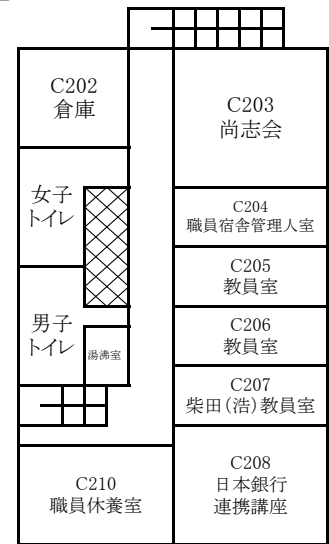 C202
倉庫
C203
尚志会
女子
トイレ
C204
職員宿舎管理人室
C205
教員室
男子
トイレ
湯沸室
C206
教員室
C207
柴田(浩)教員室
C210
職員休養室
C208
日本銀行
連携講座